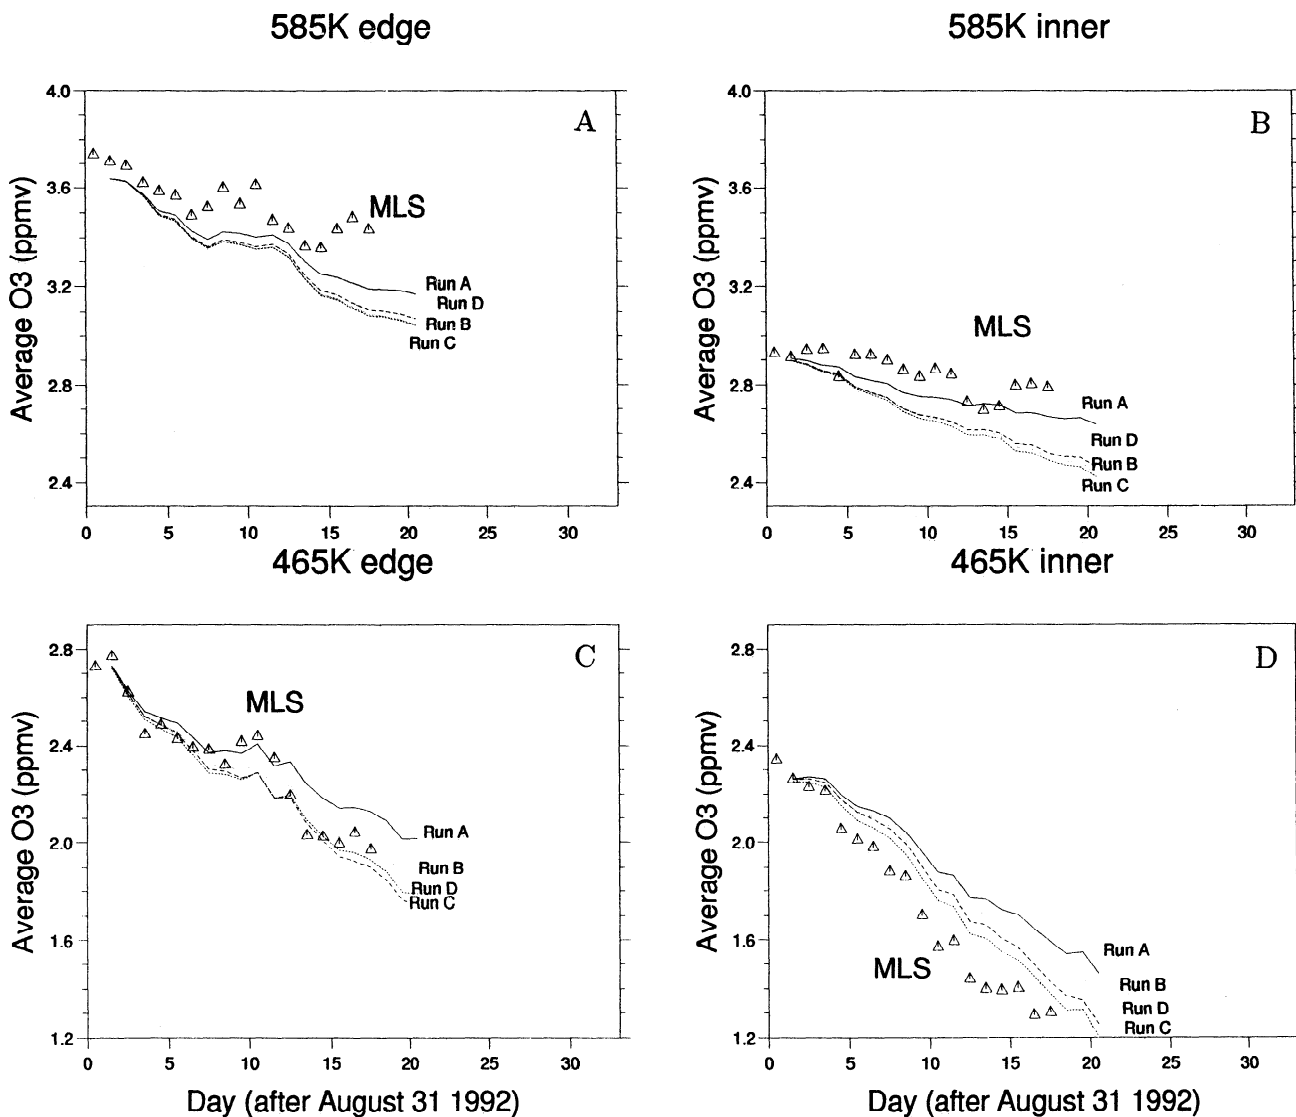 585K edge
585K inner
4.0
3.6
3.2
2.8
2.4
Average O3 (ppmv)
A
MLS
Run A
Run D
Run B
Run C
0 5 10 15 20 25 30
4.0
3.6
3.2
2.8
2.4
Average O3 (ppmv)
B
MLS
Run A
Run D
Run B
Run C
0 5 10 15 20 25 30
465K edge
465K inner
2.8
2.4
2.0
1.6
1.2
Average O3 (ppmv)
C
MLS
Run A
Run B
Run D
Run C
0 5 10 15 20 25 30
Day (after August 31 1992)
2.8
2.4
2.0
1.6
1.2
Average O3 (ppmv)
D
MLS
Run A
Run B
Run D
Run C
0 5 10 15 20 25 30
Day (after August 31 1992)